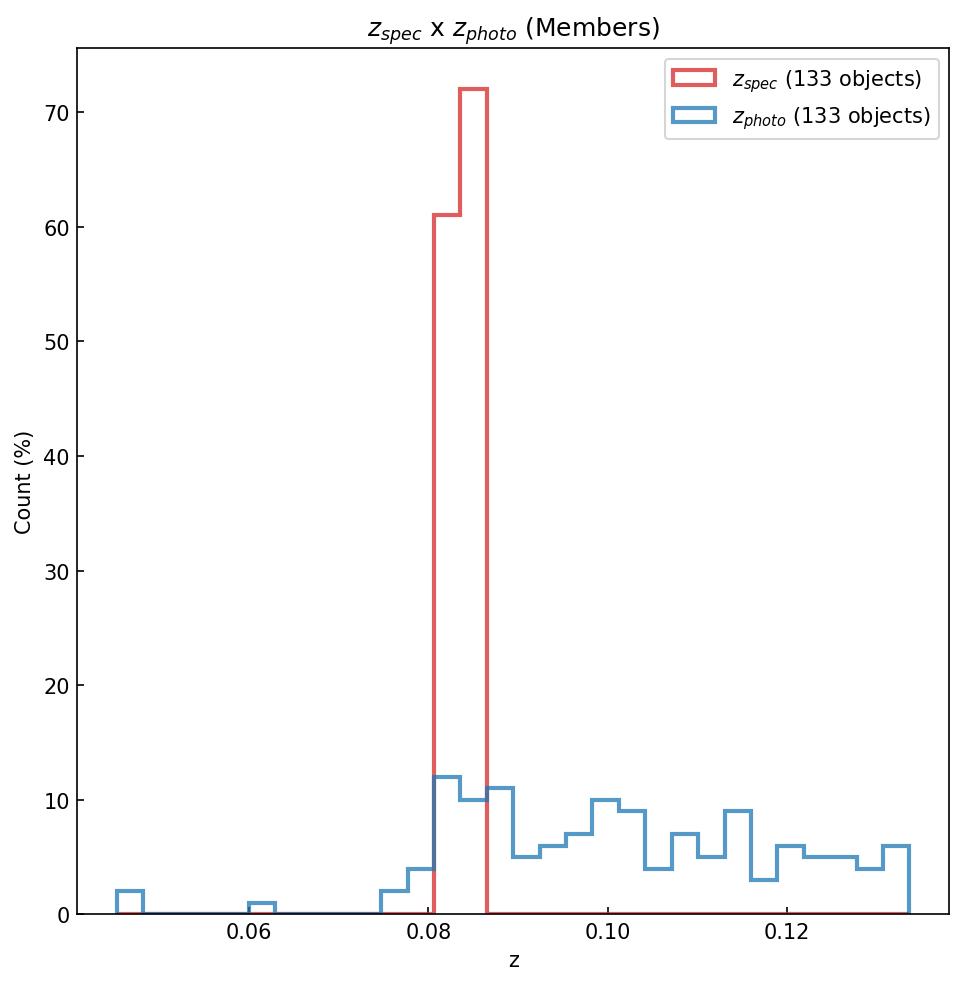 z_spec x z_photo (Members)
z_spec (133 objects)
z_photo (133 objects)
Count (%)
70
60
50
40
30
20
10
0
0.06 0.08 0.10 0.12
z